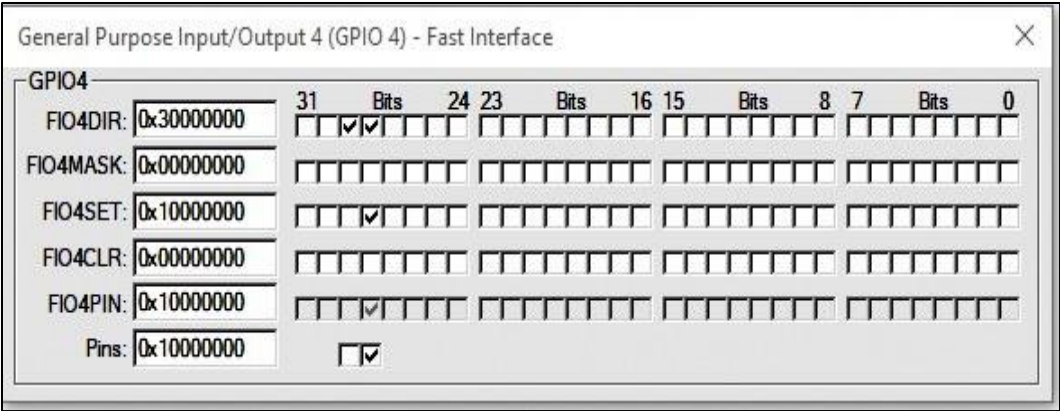 General Purpose Input/Output 4 (GPIO 4) - Fast Interface
GPIO4
31 Bits 24 23 Bits 16 15 Bits 8 7 Bits 0
FIO4DIR: 0x30000000
FIO4MASK: 0x00000000
FIO4SET: 0x10000000
FIO4CLR: 0x00000000
FIO4PIN: 0x10000000
Pins: 0x10000000